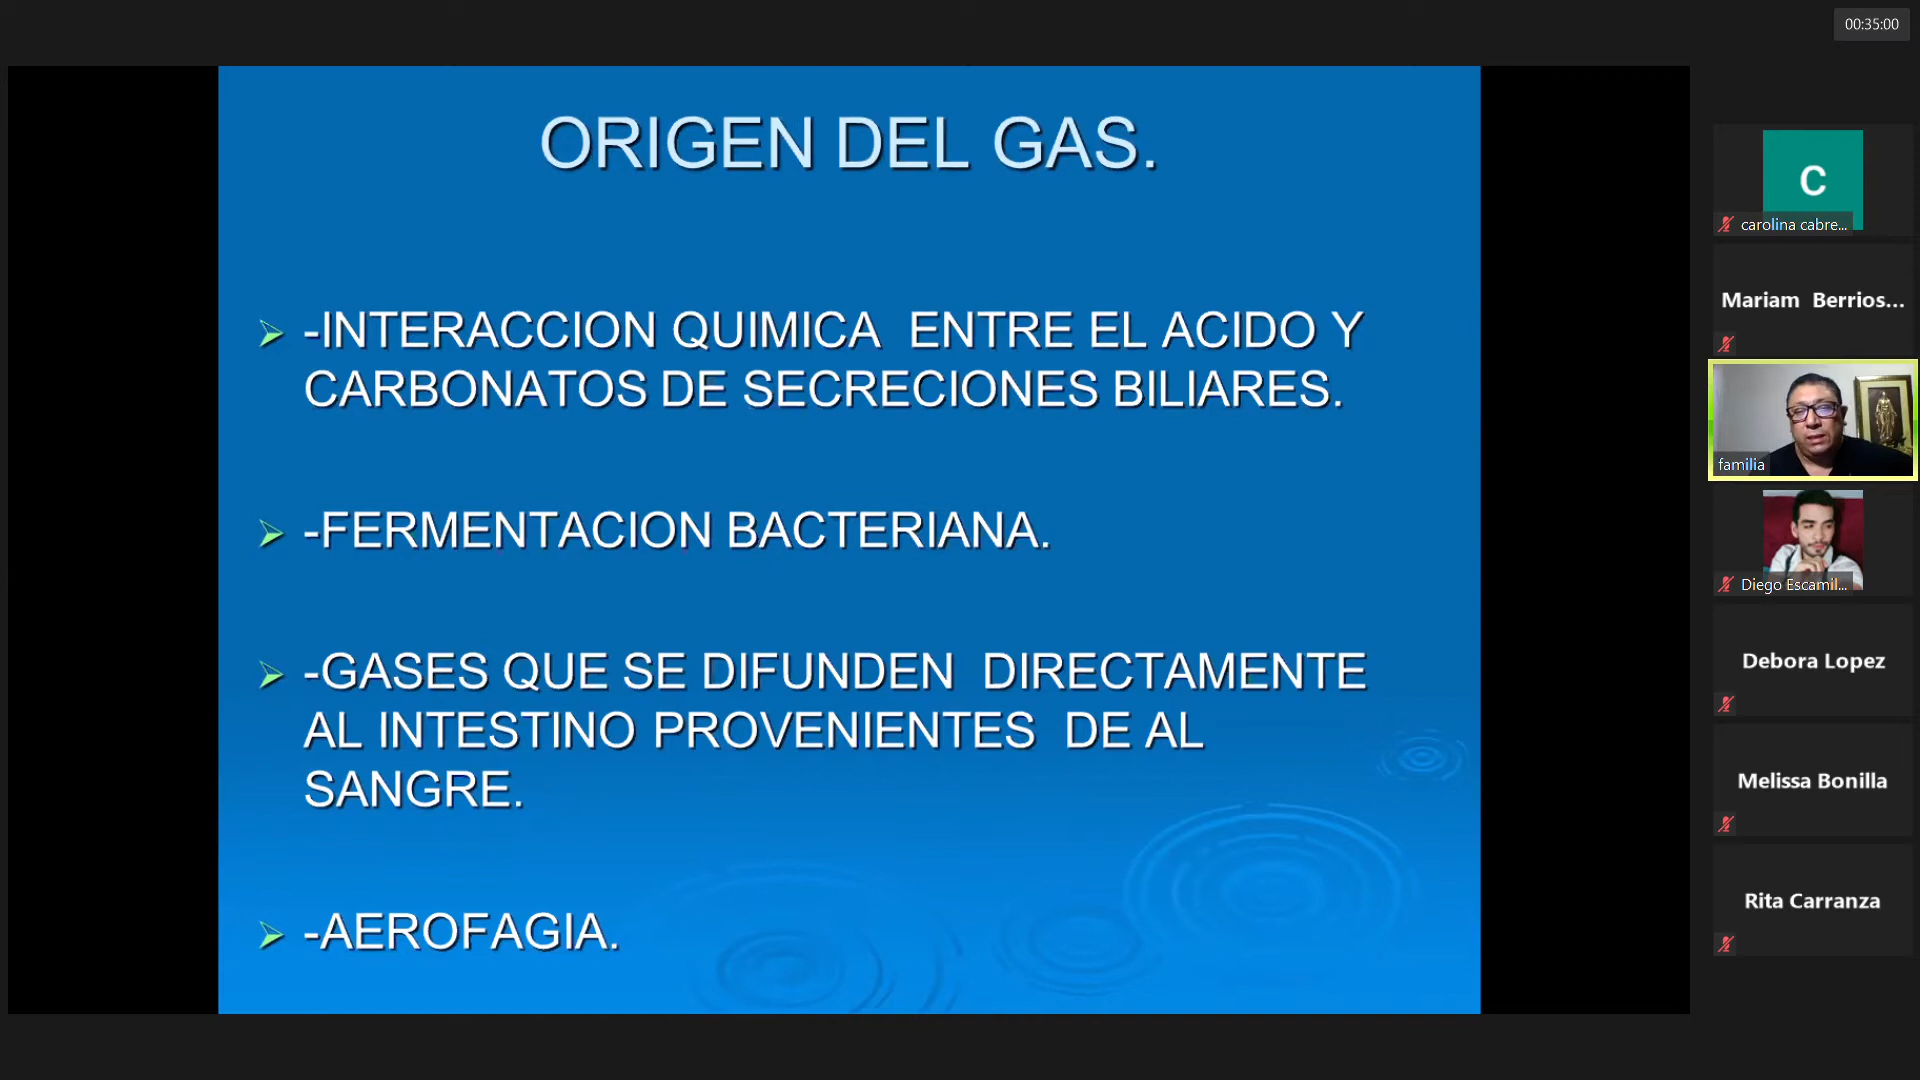 00:35:00
ORIGEN DEL GAS.
-INTERACCION QUIMICA ENTRE EL ACIDO Y
CARBONATOS DE SECRECIONES BILIARES.
-FERMENTACION BACTERIANA.
-GASES QUE SE DIFUNDEN DIRECTAMENTE
AL INTESTINO PROVENIENTES DE AL
SANGRE.
-AEROFAGIA.
C
carolina cabre...
Mariam Berrios...
familia
Diego Escamil...
Debora Lopez
Melissa Bonilla
Rita Carranza